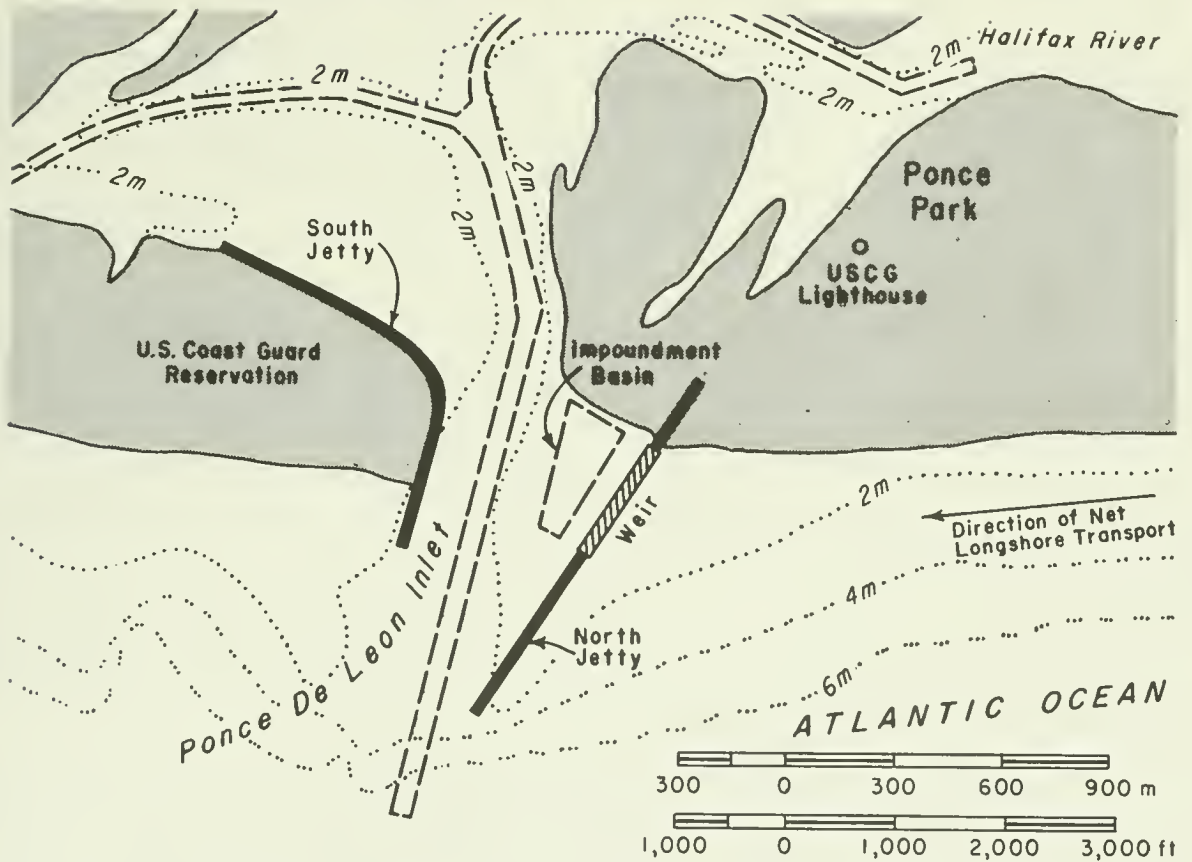 Halifax River
2m
2m
2m
2m
2m
2m
2m
Ponce
Park
South
Jetty
USCG
Lighthouse
U.S. Coast Guard
Reservation
Impoundment
Basin
Weir
2m
Direction of Net
Longshore Transport
4m
North
Jetty
6m
Ponce De Leon Inlet
ATLANTIC OCEAN
300 0 300 600 900 m
1,000 0 1,000 2,000 3,000 ft